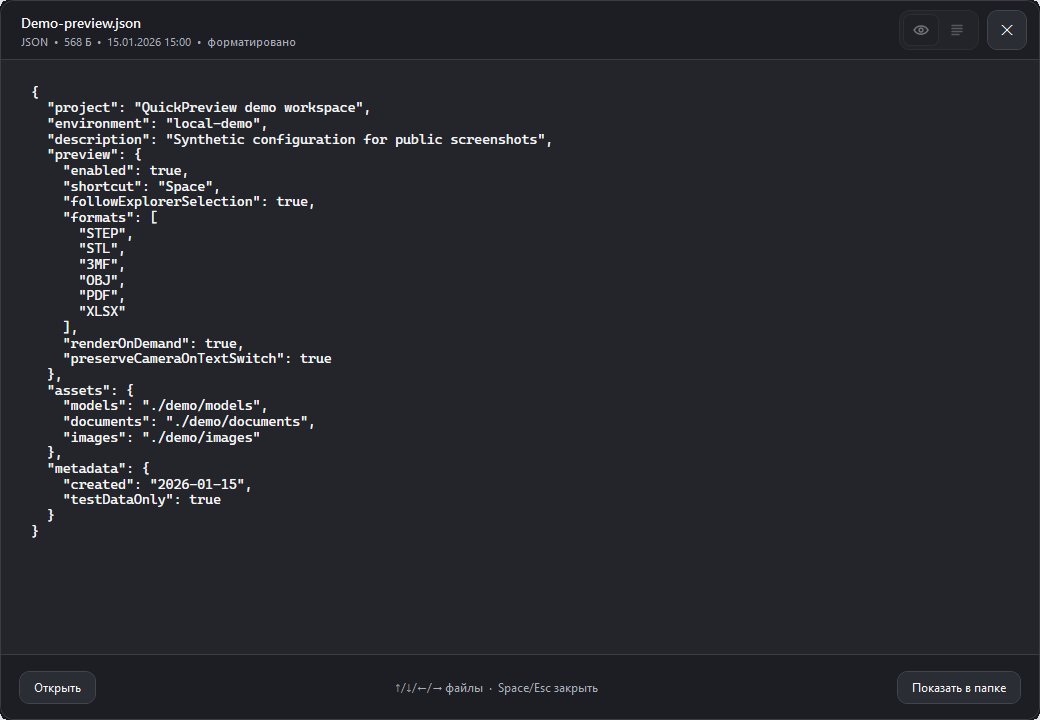 Demo-preview.json
JSON • 568 Б • 15.01.2026 15:00 • форматировано
{
  "project": "QuickPreview demo workspace",
  "environment": "local-demo",
  "description": "Synthetic configuration for public screenshots",
  "preview": {
    "enabled": true,
    "shortcut": "Space",
    "followExplorerSelection": true,
    "formats": [
      "STEP",
      "STL",
      "3MF",
      "OBJ",
      "PDF",
      "XLSX"
    ],
    "renderOnDemand": true,
    "preserveCameraOnTextSwitch": true
  },
  "assets": {
    "models": "./demo/models",
    "documents": "./demo/documents",
    "images": "./demo/images"
  },
  "metadata": {
    "created": "2026-01-15",
    "testDataOnly": true
  }
}
Открыть
↑/↓/←/→ файлы · Space/Esc закрыть
Показать в папке